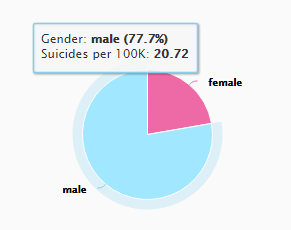 Gender: male (77.7%)
Suicides per 100K: 20.72
female
male